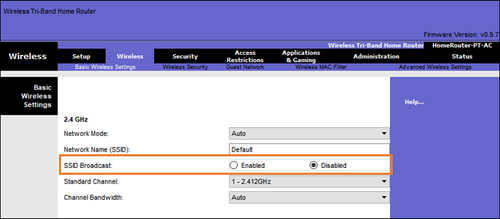 Wireless Tri-Band Home Router
Firmware Version: v0.9.7
Wireless Tri-Band Home Router HomeRouter-PT-AC
Wireless Setup Wireless Security Access Restrictions Applications & Gaming Administration Status
Basic Wireless Settings Wireless Security Guest Network Wireless MAC Filter Advanced Wireless Settings
Basic
Wireless
Settings
Help...
2.4 GHz
Network Mode: Auto
Network Name (SSID): Default
SSID Broadcast: Enabled Disabled
Standard Channel: 1 - 2.412GHz
Channel Bandwidth: Auto